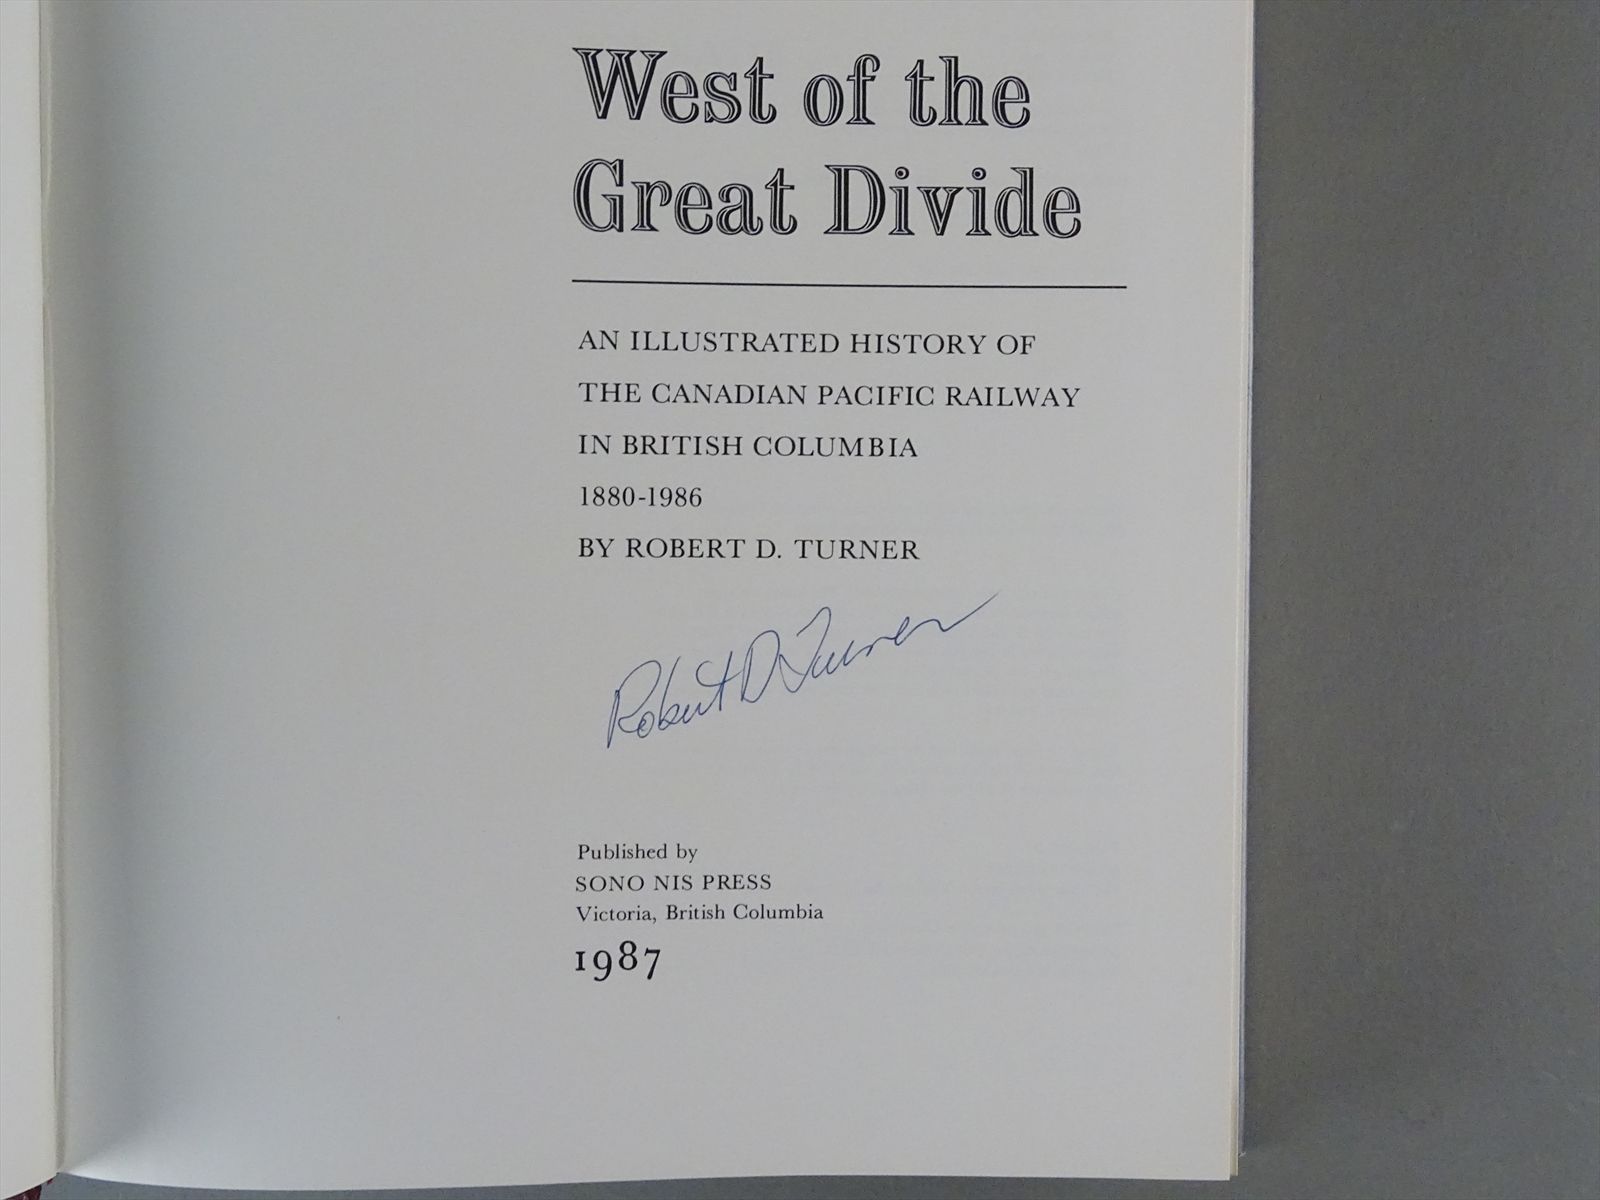 West of the
Great Divide
AN ILLUSTRATED HISTORY OF
THE CANADIAN PACIFIC RAILWAY
IN BRITISH COLUMBIA
1880-1986
BY ROBERT D. TURNER
Robert D Turner
Published by
SONO NIS PRESS
Victoria, British Columbia
1987